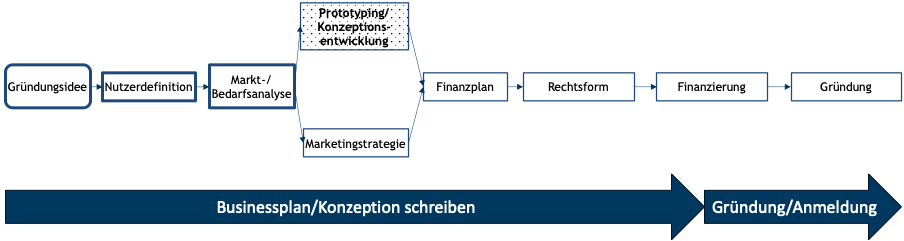 Gründungsidee
Nutzerdefinition
Markt-/
Bedarfsanalyse
Prototyping/
Konzeptions-
entwicklung
Marketingstrategie
Finanzplan
Rechtsform
Finanzierung
Gründung
Businessplan/Konzeption schreiben
Gründung/Anmeldung